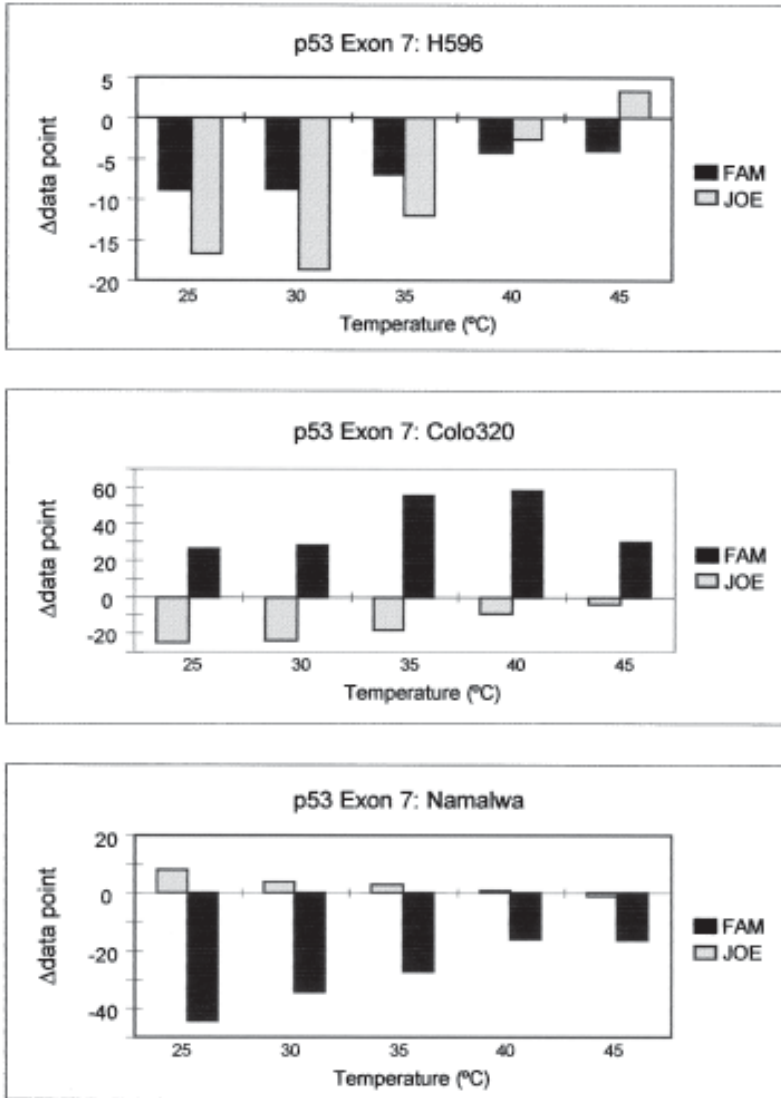 p53 Exon 7: H596
5
0
-5
-10
-15
-20
Δdata point
25 30 35 40 45
Temperature (ºC)
FAM
JOE
p53 Exon 7: Colo320
60
40
20
0
-20
Δdata point
25 30 35 40 45
Temperature (ºC)
FAM
JOE
p53 Exon 7: Namalwa
20
0
-20
-40
Δdata point
25 30 35 40 45
Temperature (ºC)
FAM
JOE